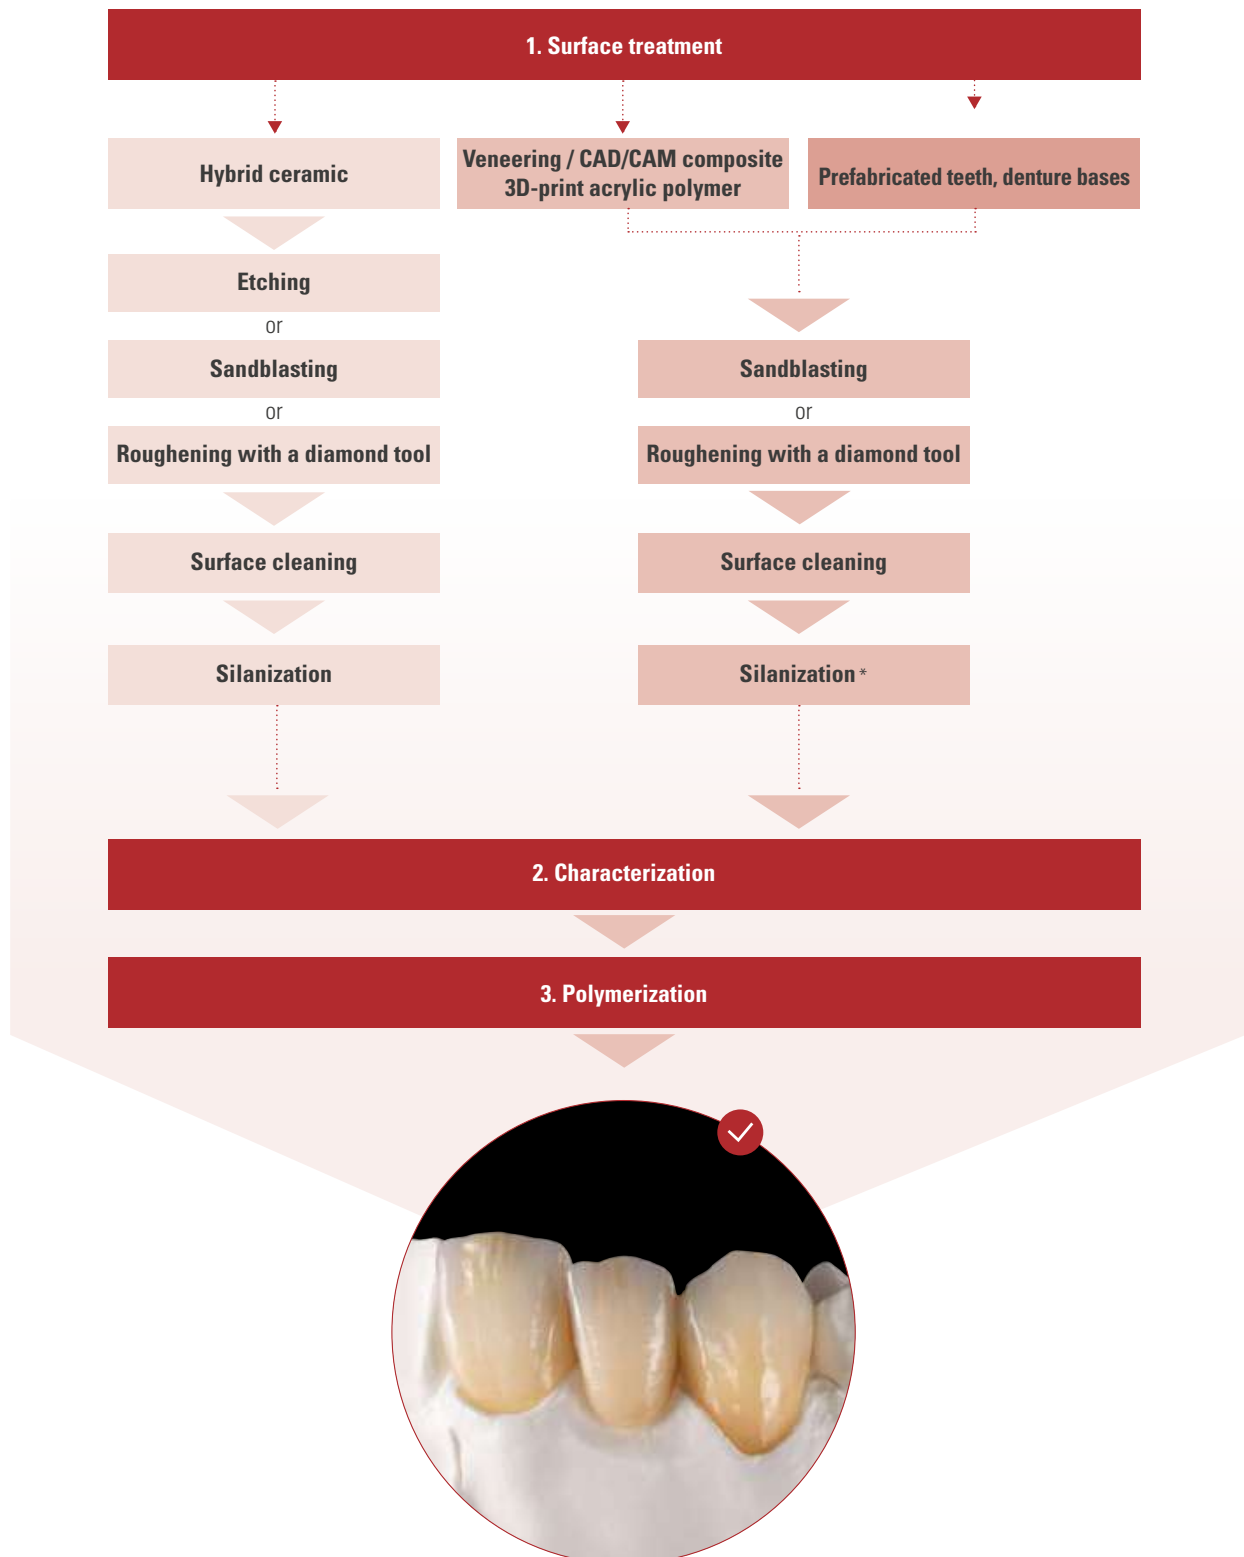 1. Surface treatment
Hybrid ceramic
Veneering / CAD/CAM composite
3D-print acrylic polymer
Prefabricated teeth, denture bases
Etching
or
Sandblasting
or
Roughening with a diamond tool
Surface cleaning
Silanization
Sandblasting
or
Roughening with a diamond tool
Surface cleaning
Silanization *
2. Characterization
3. Polymerization